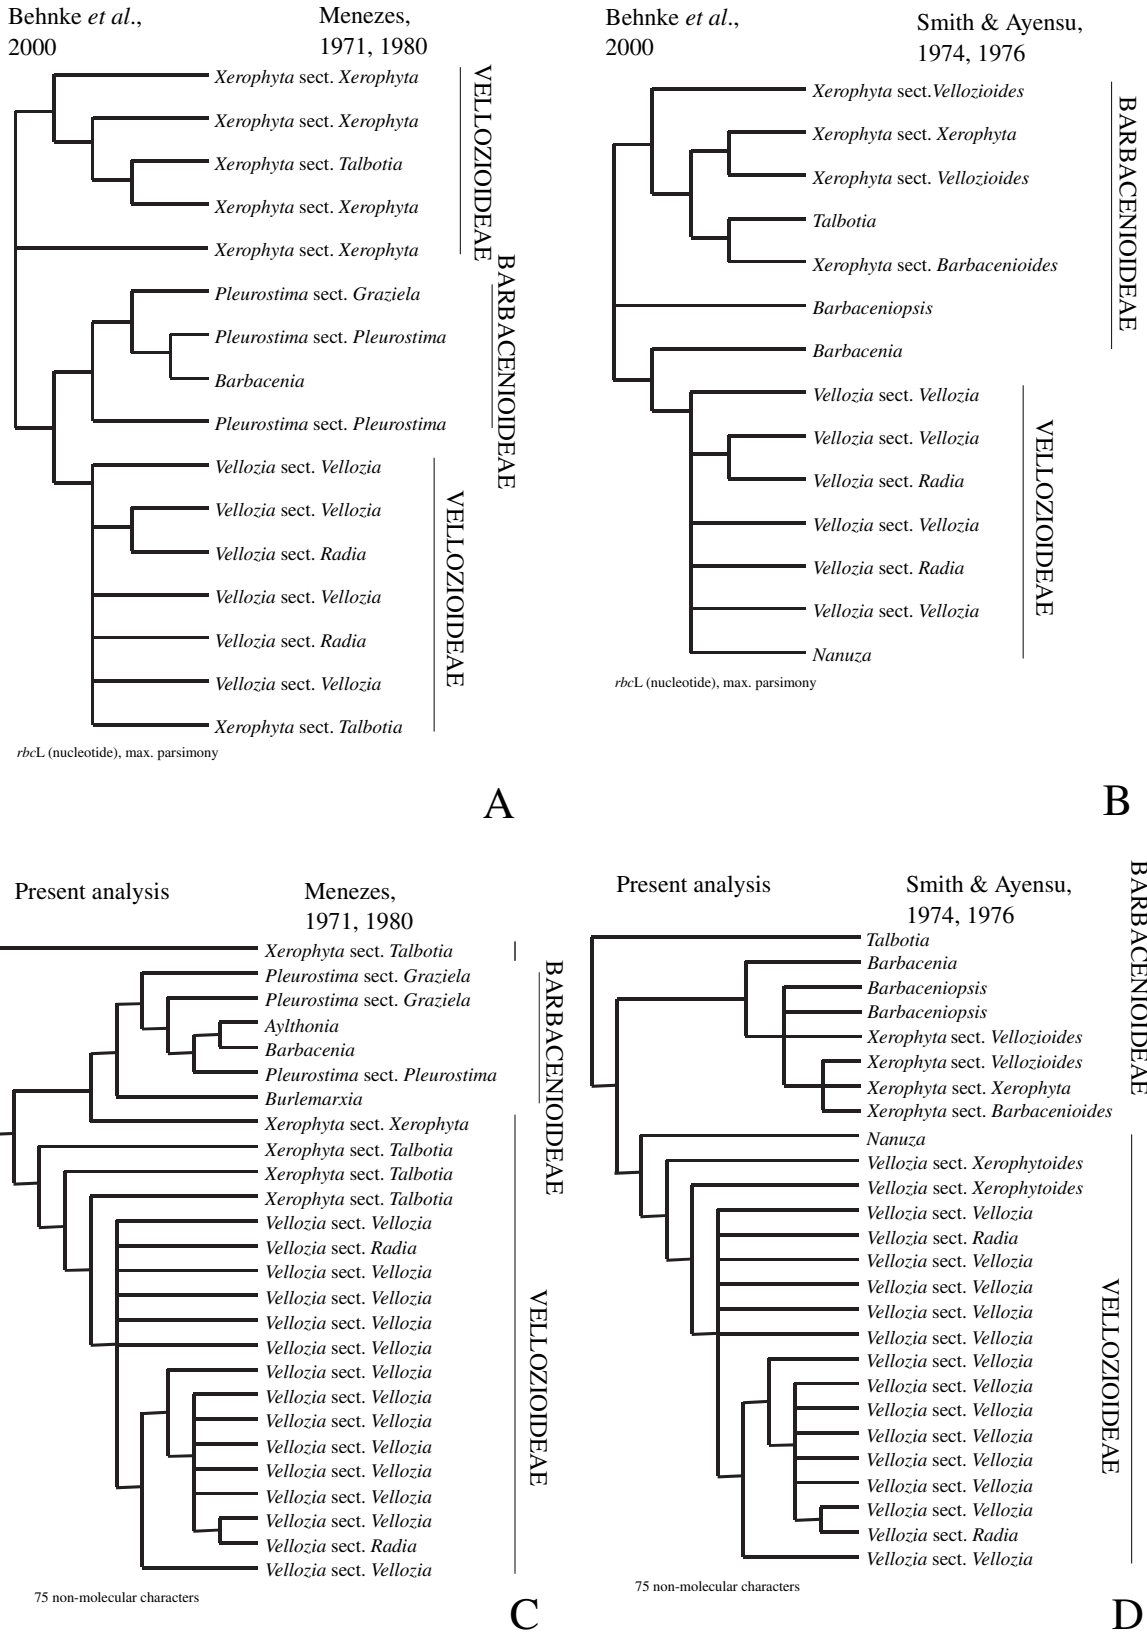 Behnke et al.,
2000
Menezes,
1971, 1980
Xerophyta sect. Xerophyta
Xerophyta sect. Xerophyta
Xerophyta sect. Talbotia
Xerophyta sect. Xerophyta
Xerophyta sect. Xerophyta
Pleurostima sect. Graziela
Pleurostima sect. Pleurostima
Barbacenia
Pleurostima sect. Pleurostima
Vellozia sect. Vellozia
Vellozia sect. Vellozia
Vellozia sect. Radia
Vellozia sect. Vellozia
Vellozia sect. Radia
Vellozia sect. Vellozia
Xerophyta sect. Talbotia
VELLOZIOIDEAE
BARBACENIOIDEAE
VELLOZIOIDEAE
rbcL (nucleotide), max. parsimony
A
Behnke et al.,
2000
Smith & Ayensu,
1974, 1976
Xerophyta sect.Vellozioides
Xerophyta sect. Xerophyta
Xerophyta sect. Vellozioides
Talbotia
Xerophyta sect. Barbacenioides
Barbaceniopsis
Barbacenia
Vellozia sect. Vellozia
Vellozia sect. Vellozia
Vellozia sect. Radia
Vellozia sect. Vellozia
Vellozia sect. Radia
Vellozia sect. Vellozia
Nanuza
BARBACENIOIDEAE
VELLOZIOIDEAE
rbcL (nucleotide), max. parsimony
B
Present analysis
Menezes,
1971, 1980
Xerophyta sect. Talbotia
Pleurostima sect. Graziela
Pleurostima sect. Graziela
Aylthonia
Barbacenia
Pleurostima sect. Pleurostima
Burlemarxia
Xerophyta sect. Xerophyta
Xerophyta sect. Talbotia
Xerophyta sect. Talbotia
Xerophyta sect. Talbotia
Vellozia sect. Vellozia
Vellozia sect. Radia
Vellozia sect. Vellozia
Vellozia sect. Vellozia
Vellozia sect. Vellozia
Vellozia sect. Vellozia
Vellozia sect. Vellozia
Vellozia sect. Vellozia
Vellozia sect. Vellozia
Vellozia sect. Vellozia
Vellozia sect. Vellozia
Vellozia sect. Vellozia
Vellozia sect. Vellozia
Vellozia sect. Radia
Vellozia sect. Vellozia
BARBACENIOIDEAE
VELLOZIOIDEAE
75 non-molecular characters
C
Present analysis
Smith & Ayensu,
1974, 1976
Talbotia
Barbacenia
Barbaceniopsis
Barbaceniopsis
Xerophyta sect. Vellozioides
Xerophyta sect. Vellozioides
Xerophyta sect. Xerophyta
Xerophyta sect. Barbacenioides
Nanuza
Vellozia sect. Xerophytoides
Vellozia sect. Xerophytoides
Vellozia sect. Vellozia
Vellozia sect. Radia
Vellozia sect. Vellozia
Vellozia sect. Vellozia
Vellozia sect. Vellozia
Vellozia sect. Vellozia
Vellozia sect. Vellozia
Vellozia sect. Vellozia
Vellozia sect. Vellozia
Vellozia sect. Vellozia
Vellozia sect. Vellozia
Vellozia sect. Vellozia
Vellozia sect. Vellozia
Vellozia sect. Radia
Vellozia sect. Vellozia
BARBACENIOIDEAE
VELLOZIOIDEAE
75 non-molecular characters
D